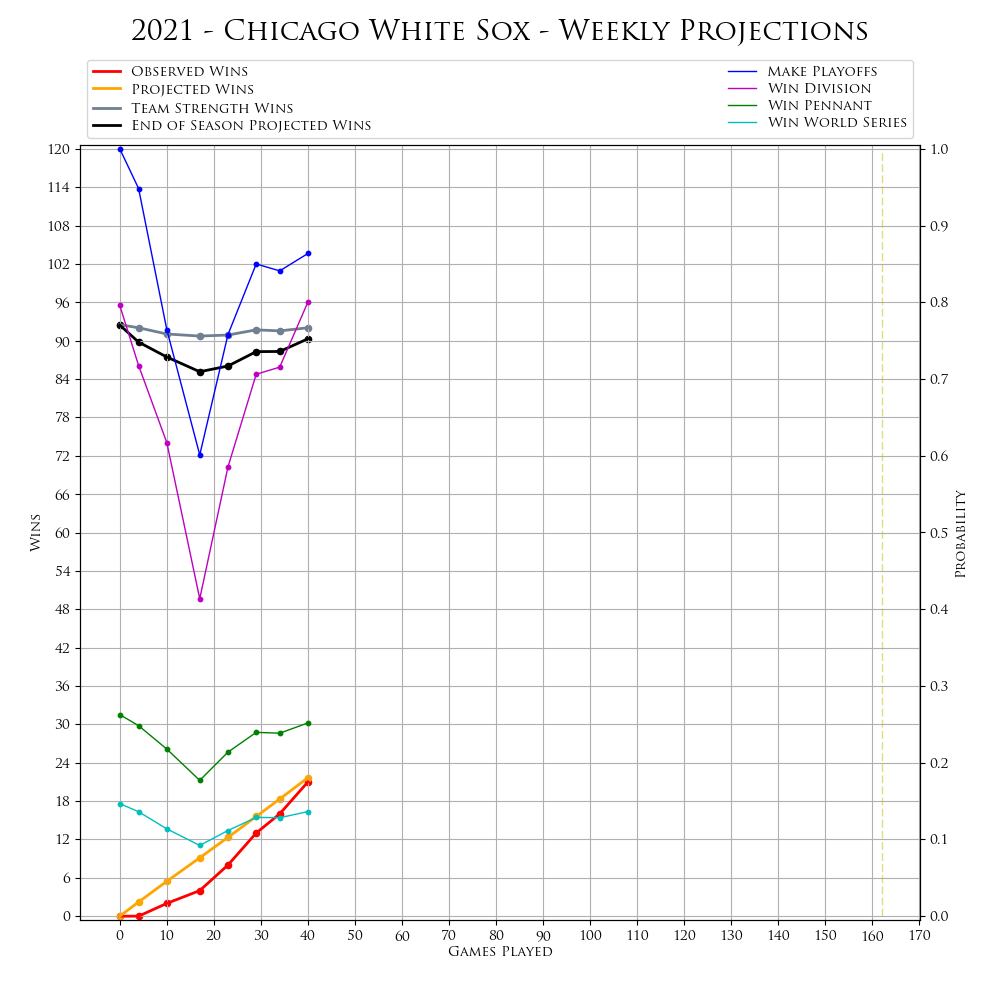 2021 - Chicago White Sox - Weekly Projections
Observed Wins
Projected Wins
Team Strength Wins
End of Season Projected Wins
Make Playoffs
Win Division
Win Pennant
Win World Series
120
114
108
102
96
90
84
78
72
66
60
54
48
42
36
30
24
18
12
6
0
Wins
1.0
0.9
0.8
0.7
0.6
0.5
0.4
0.3
0.2
0.1
0.0
Probability
0 10 20 30 40 50 60 70 80 90 100 110 120 130 140 150 160 170
Games Played